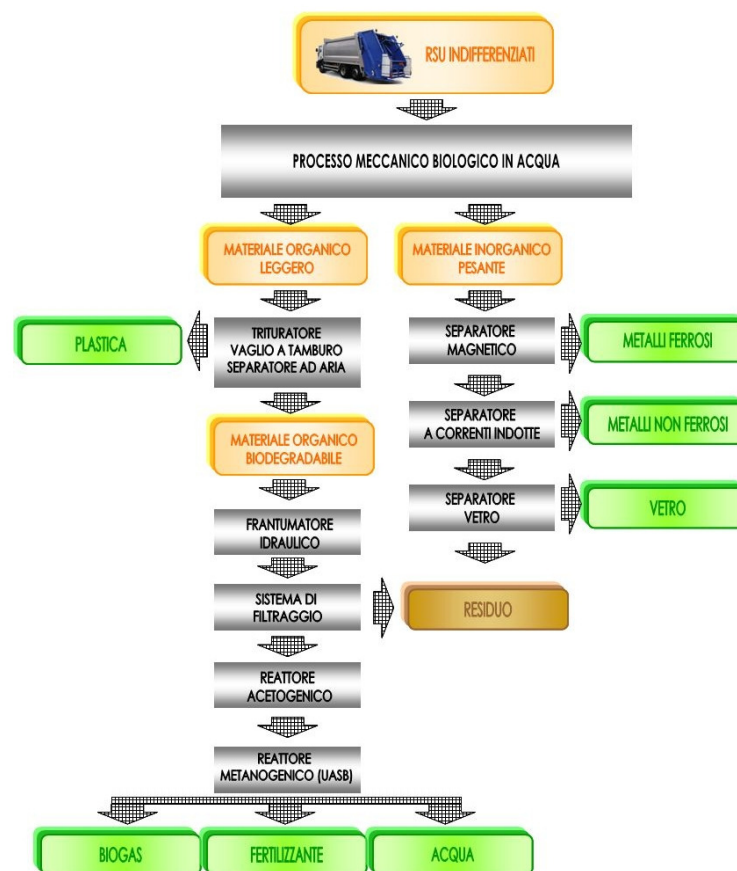 RSU INDIFFERENZIATI
PROCESSO MECCANICO BIOLOGICO IN ACQUA
MATERIALE ORGANICO
LEGGERO
MATERIALE INORGANICO
PESANTE
PLASTICA
TRITURATORE
VAGLIO A TAMBURO
SEPARATORE AD ARIA
SEPARATORE
MAGNETICO
METALLI FERROSI
MATERIALE ORGANICO
BIODEGRADABILE
SEPARATORE
A CORRENTI INDOTTE
METALLI NON FERROSI
FRANTUMATORE
IDRAULICO
SEPARATORE
VETRO
VETRO
SISTEMA DI
FILTRAGGIO
RESIDUO
REATTORE
ACETOGENICO
REATTORE
METANOGENICO (UASB)
BIOGAS
FERTILIZZANTE
ACQUA